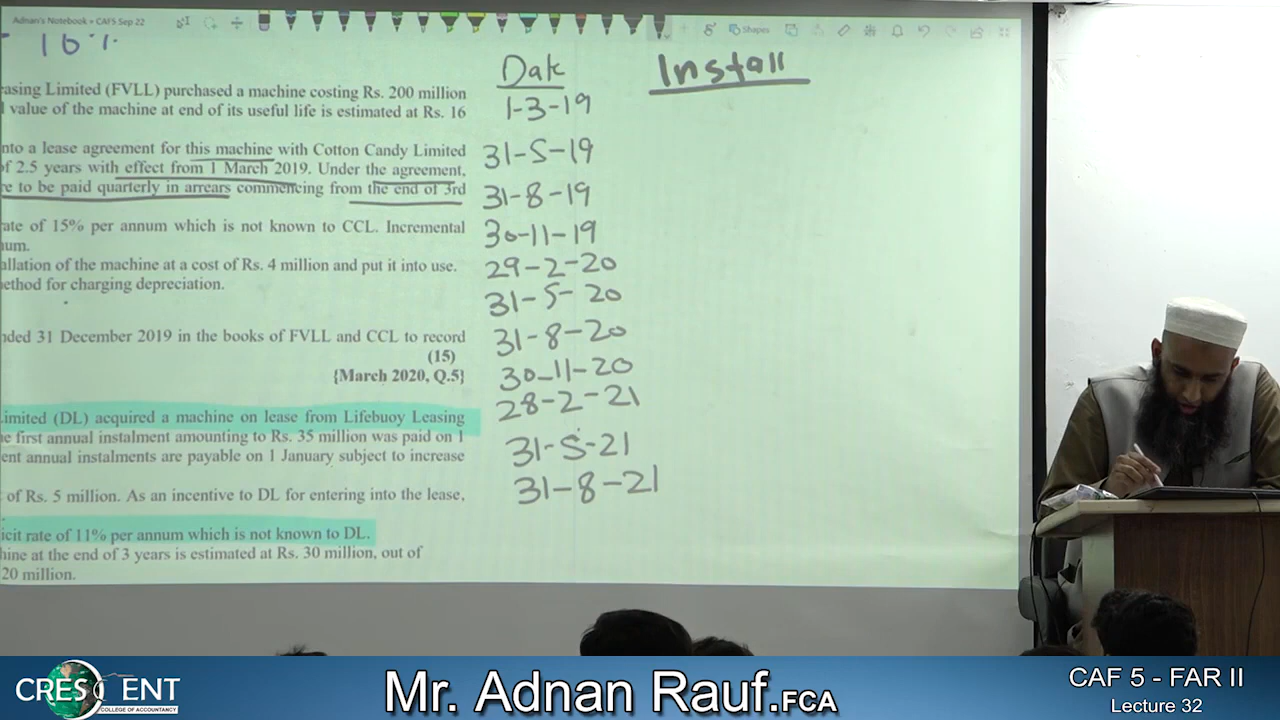 Adnan's Notebook • CAF5 Sep 22
Shapes
16%
asing Limited (FVLL) purchased a machine costing Rs. 200 million
l value of the machine at end of its useful life is estimated at Rs. 16
nto a lease agreement for this machine with Cotton Candy Limited
of 2.5 years with effect from 1 March 2019. Under the agreement,
re to be paid quarterly in arrears commencing from the end of 3rd
ate of 15% per annum which is not known to CCL. Incremental
num.
allation of the machine at a cost of Rs. 4 million and put it into use.
ethod for charging depreciation.
nded 31 December 2019 in the books of FVLL and CCL to record
(15)
{March 2020, Q.5}
imited (DL) acquired a machine on lease from Lifebuoy Leasing
e first annual instalment amounting to Rs. 35 million was paid on 1
ent annual instalments are payable on 1 January subject to increase
of Rs. 5 million. As an incentive to DL for entering into the lease,
icit rate of 11% per annum which is not known to DL.
hine at the end of 3 years is estimated at Rs. 30 million, out of
20 million.
Date Install
1-3-19
31-5-19
31-8-19
30-11-19
29-2-20
31-5-20
31-8-20
30-11-20
28-2-21
31-5-21
31-8-21
CRESCENT
COLLEGE OF ACCOUNTANCY
Mr. Adnan Rauf.FCA
CAF 5 - FAR II
Lecture 32